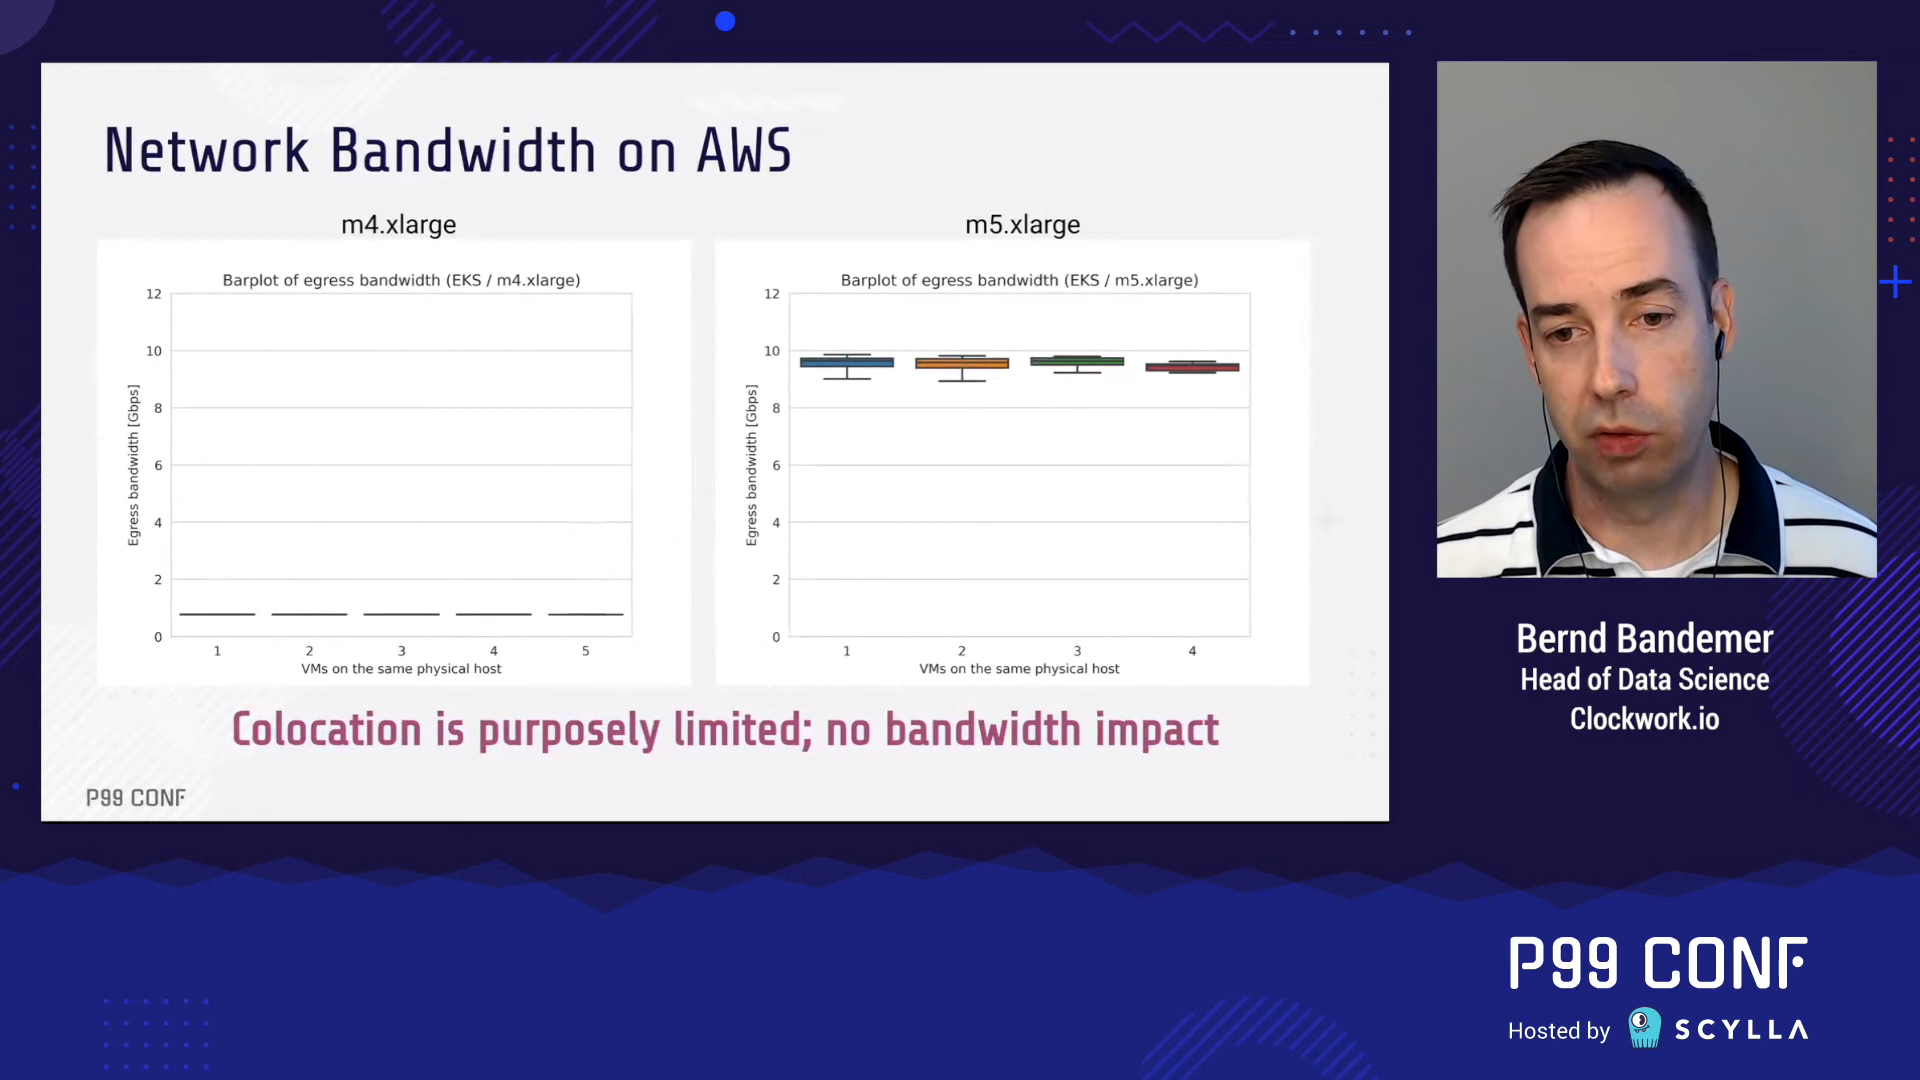 Network Bandwidth on AWS
m4.xlarge
Barplot of egress bandwidth (EKS / m4.xlarge)
12
10
8
6
4
2
0
Egress bandwidth [Gbps]
1 2 3 4 5
VMs on the same physical host
m5.xlarge
Barplot of egress bandwidth (EKS / m5.xlarge)
12
10
8
6
4
2
0
Egress bandwidth [Gbps]
1 2 3 4
VMs on the same physical host
Colocation is purposely limited; no bandwidth impact
P99 CONF
Bernd Bandemer
Head of Data Science
Clockwork.io
P99 CONF
Hosted by SCYLLA